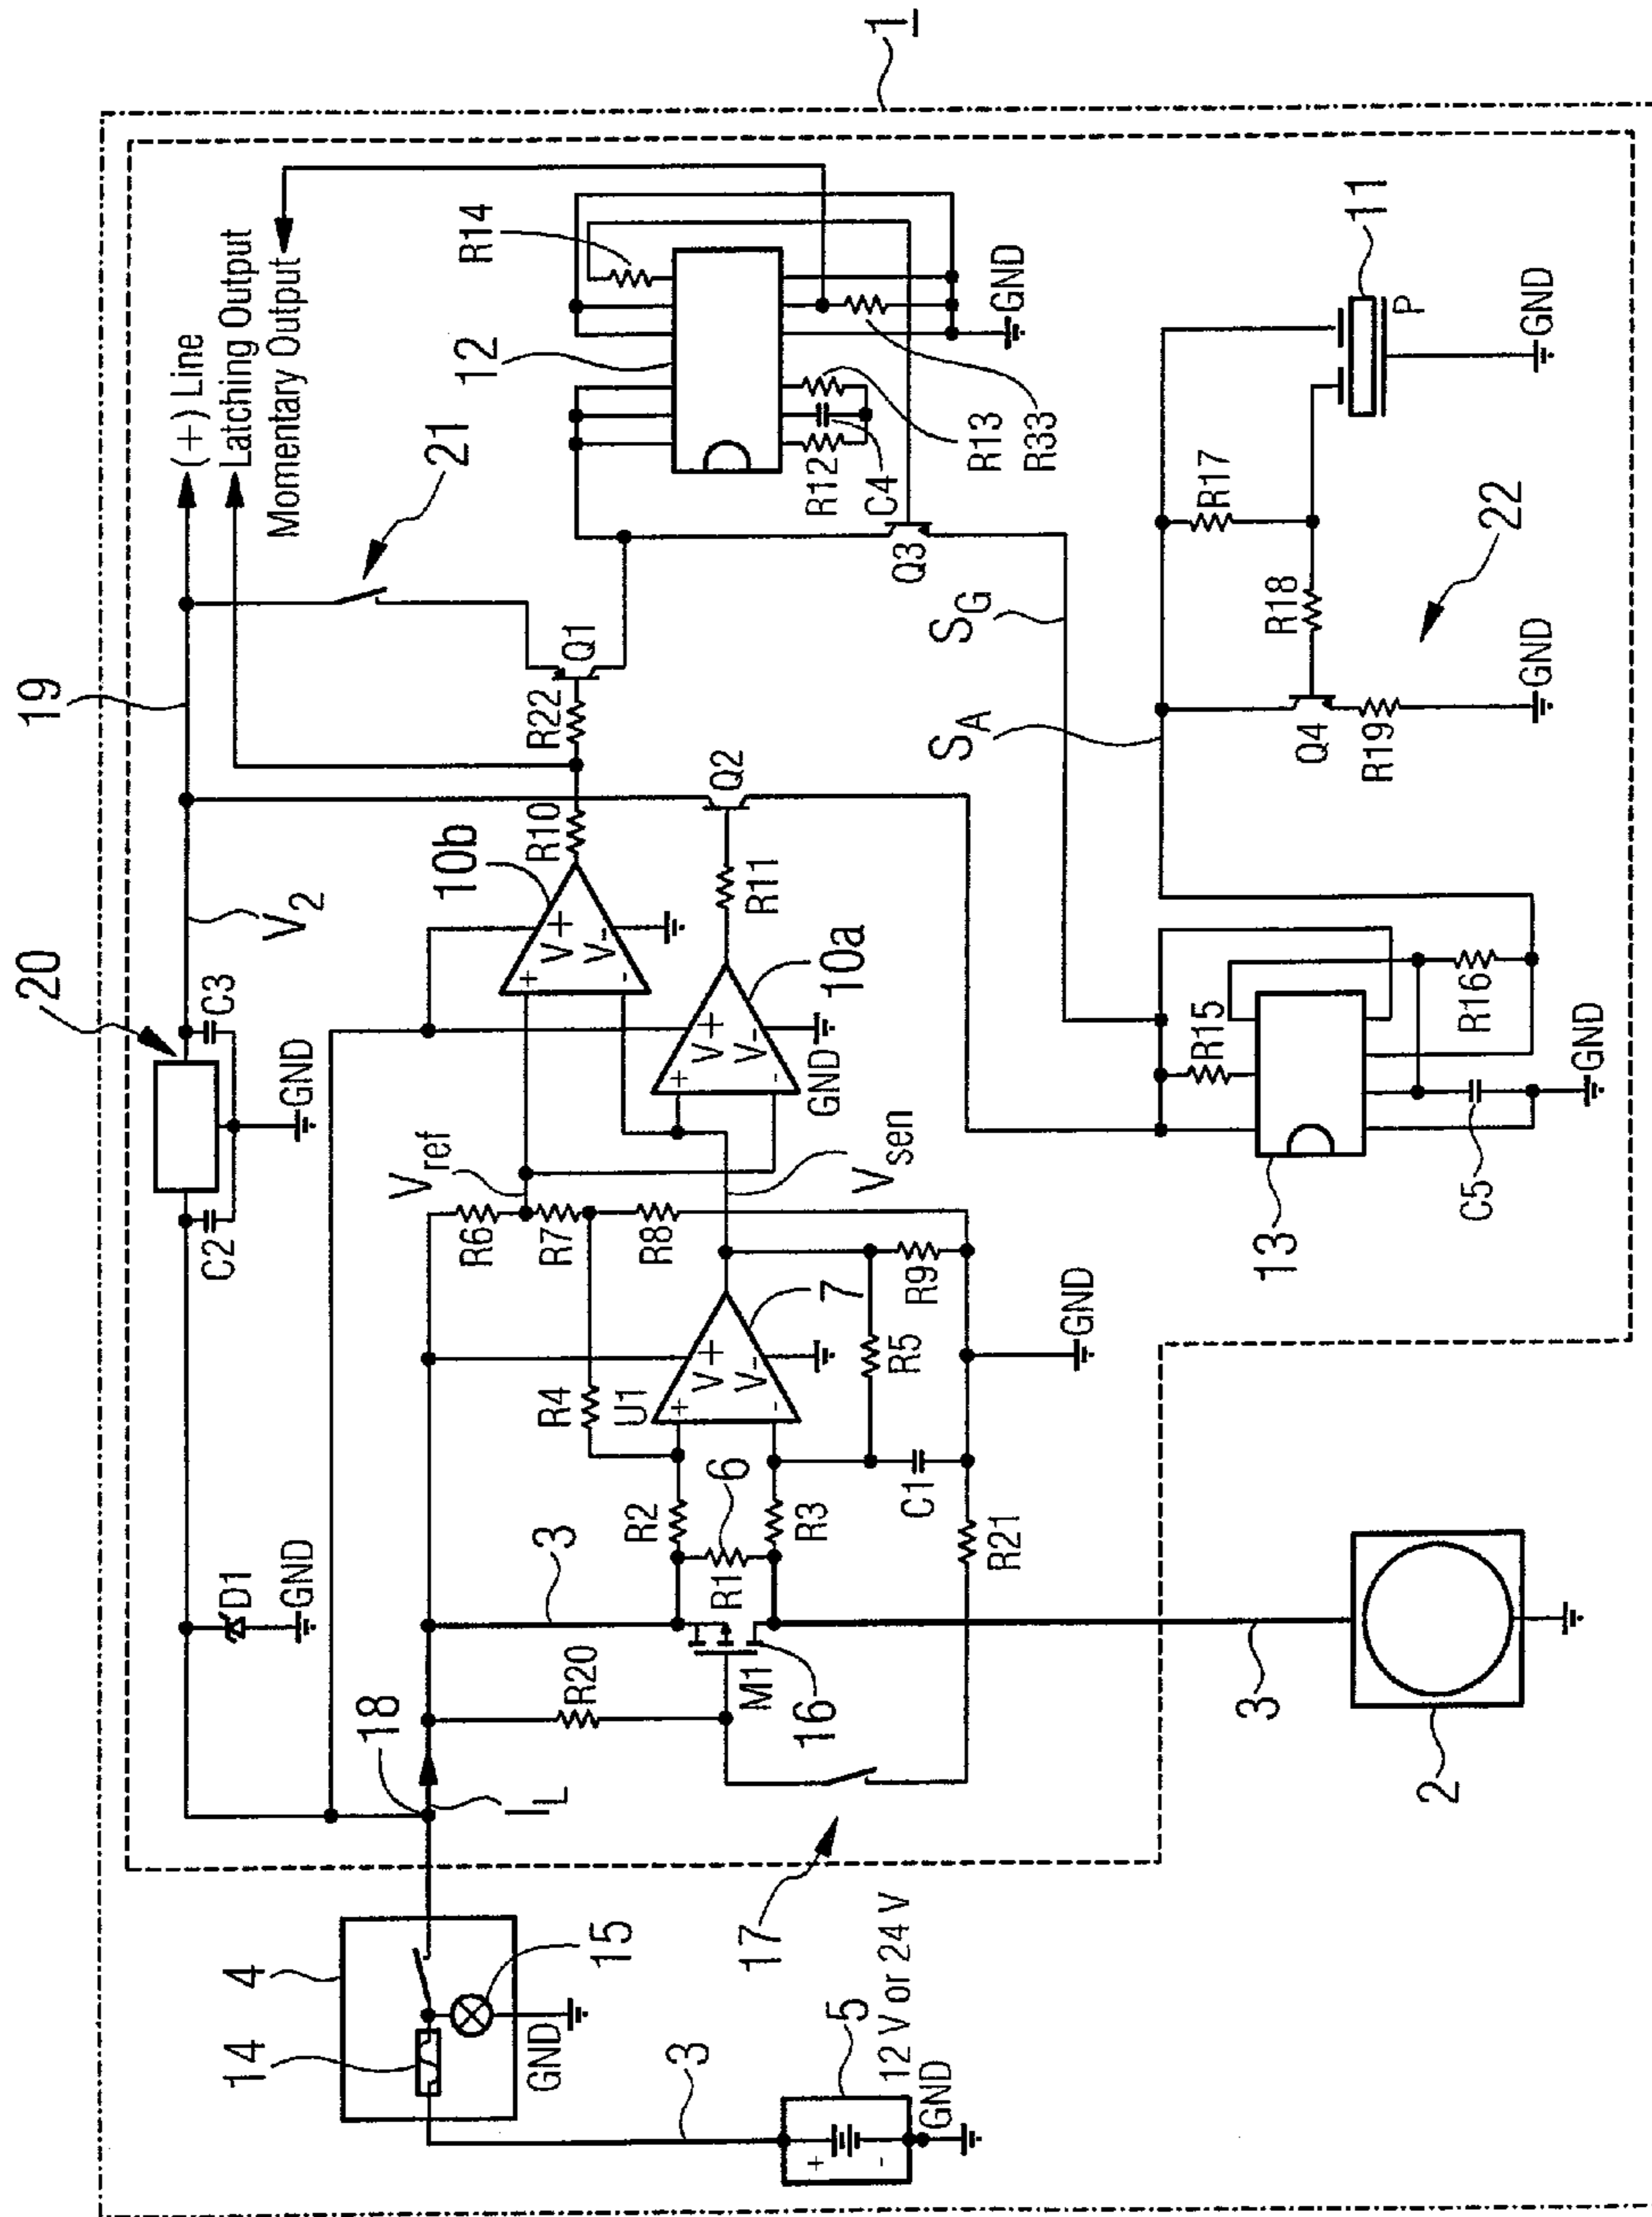 1
19
20
V2
C3
C2
GND
D1
GND
(+) Line
Latching Output
Momentary Output
21
12
R14
R12
C4
R13
R33
GND
Q1
R22
R10
10b
V+
V-
+
-
Q3
Q2
R11
10a
V+
V-
+
-
GND
Vref
Vsen
R6
R7
R8
R4
U1
V+
V-
+
-
7
R5
R9
GND
C1
R2
R3
6
R1
R21
3
R20
M1
16
18
IL
17
4
14
15
GND
3
5
12 V or 24 V
+
-
GND
3
2
SG
SA
R17
R18
Q4
R19
GND
22
11
P
GND
R15
R16
GND
C5
13